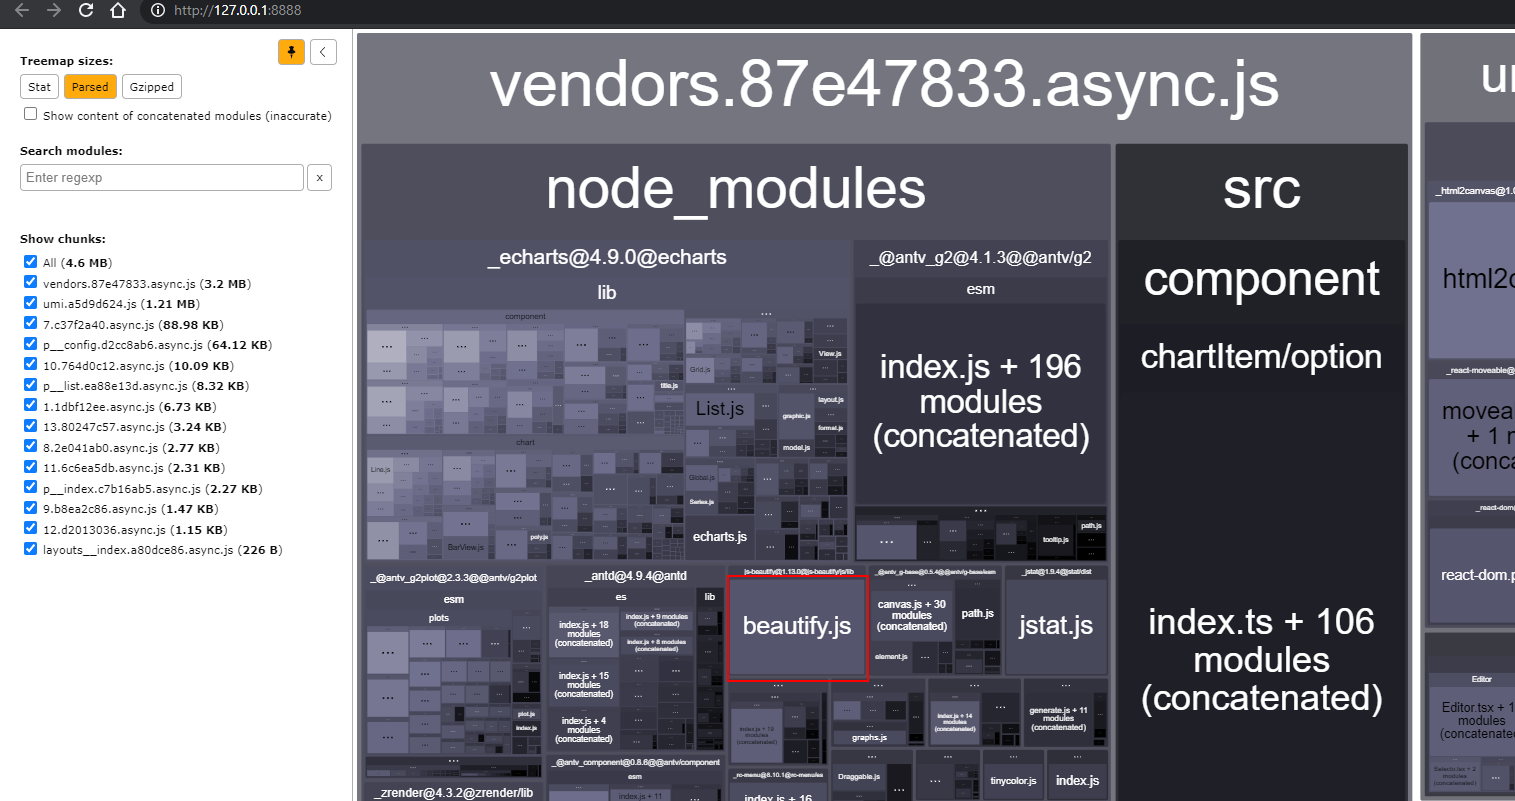 http://127.0.0.1:8888
Treemap sizes:
Stat
Parsed
Gzipped
Show content of concatenated modules (inaccurate)
Search modules:
Enter regexp
x
Show chunks:
All (4.6 MB)
vendors.87e47833.async.js (3.2 MB)
umi.a5d9d624.js (1.21 MB)
7.c37f2a40.async.js (88.98 KB)
p__config.d2cc8ab6.async.js (64.12 KB)
10.764d0c12.async.js (10.09 KB)
p__list.ea88e13d.async.js (8.32 KB)
1.1dbf12ee.async.js (6.73 KB)
13.80247c57.async.js (3.24 KB)
8.2e041ab0.async.js (2.77 KB)
11.6c6ea5db.async.js (2.31 KB)
p__index.c7b16ab5.async.js (2.27 KB)
9.b8ea2c86.async.js (1.47 KB)
12.d2013036.async.js (1.15 KB)
layouts__index.a80dce86.async.js (226 B)
vendors.87e47833.async.js
node_modules
_echarts@4.9.0@echarts
lib
component
title.js
chart
Line.js
BarView.js
poly.js
Grid.js
View.js
List.js
graphic.js
layout.js
format.js
model.js
Global.js
Series.js
echarts.js
_@antv_g2@4.1.3@@antv/g2
esm
index.js + 196
modules
(concatenated)
path.js
tooltip.js
_@antv_g2plot@2.3.3@@antv/g2plot
esm
plots
plot.js
index.js
_zrender@4.3.2@zrender/lib
_antd@4.9.4@antd
es
lib
index.js + 18
modules
(concatenated)
index.js + 9 modules
(concatenated)
index.js + 8 modules
(concatenated)
index.js + 15
modules
(concatenated)
index.js + 4
modules
(concatenated)
_@antv_component@0.8.6@@antv/component
esm
index.js + 11
js-beautify@1.13.0@js-beautify/js/lib
beautify.js
_@antv_g-base@0.5.4@@antv/g-base/esm
canvas.js + 30
modules
(concatenated)
path.js
element.js
_jstat@1.9.4@jstat/dist
jstat.js
index.js + 13
modules
(concatenated)
graphs.js
index.js + 14
modules
(concatenated)
generate.js + 11
modules
(concatenated)
_rc-menu@8.10.1@rc-menu/es
index.js + 16
Draggable.js
tinycolor.js
index.js
src
component
chartItem/option
index.ts + 106
modules
(concatenated)
_html2canvas@1.0
html2c
_react-moveable@
movea
+ 1 m
(conca
_react-dom@
react-dom.p
Editor
Editor.tsx + 1
modules
(concatenate
Selecto.tsx + 2
modules
(concatenated)